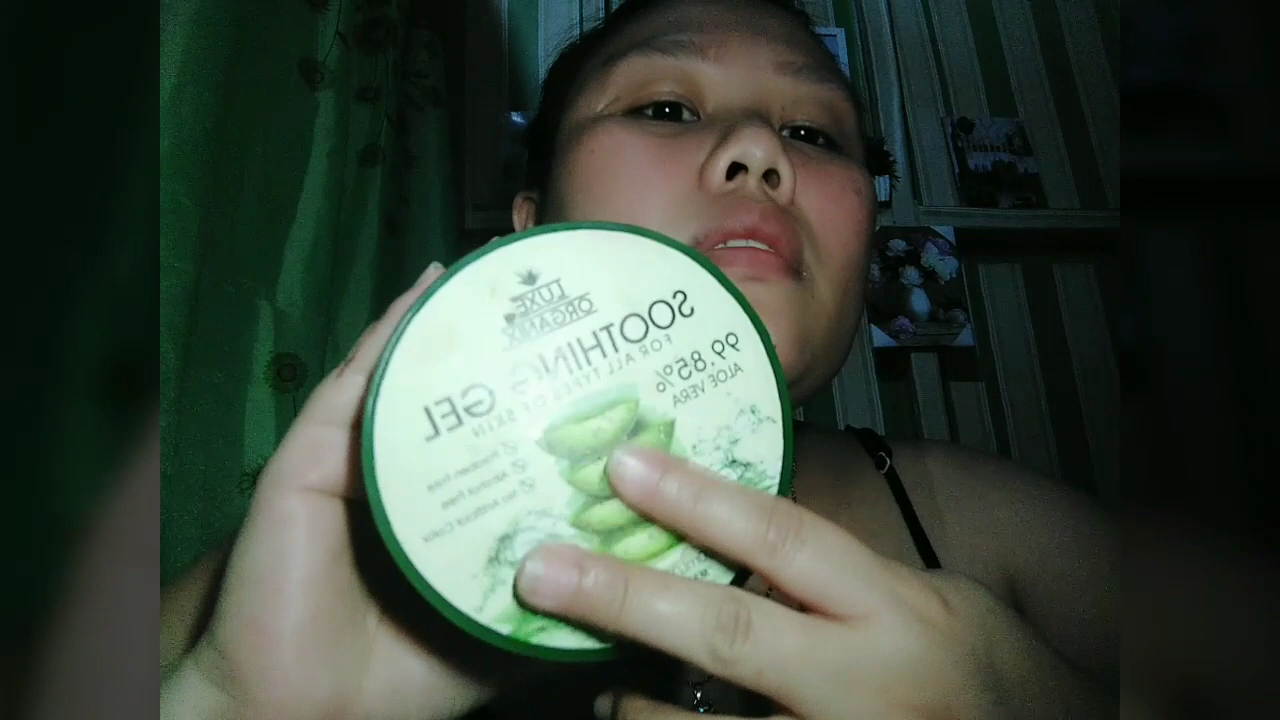 LUXE
ORGANIX
SOOTHING GEL
FOR ALL TYPES OF SKIN
99.85%
ALOE VERA
Paraben Free
Alcohol Free
No Artificial Color